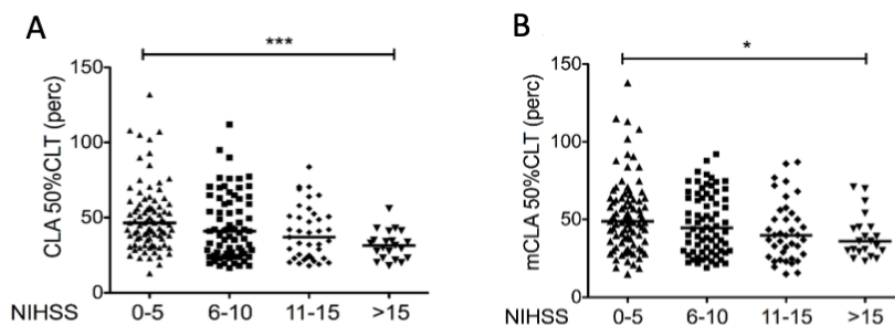 A
***
CLA 50%CLT (perc)
150
100
50
0
NIHSS 0-5 6-10 11-15 >15
B
*
mCLA 50%CLT (perc)
150
100
50
0
NIHSS 0-5 6-10 11-15 >15